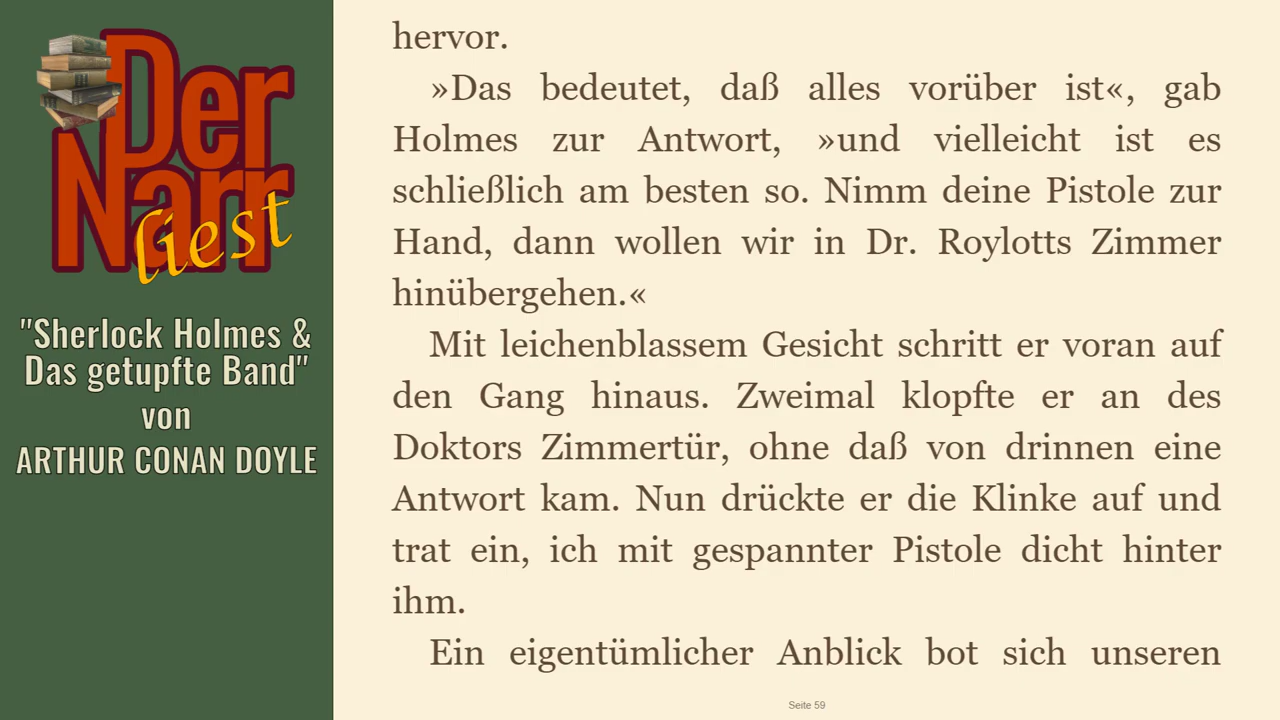 Der
Narr
liest
"Sherlock Holmes &
Das getupfte Band"
von
ARTHUR CONAN DOYLE
hervor.
»Das bedeutet, daß alles vorüber ist«, gab
Holmes zur Antwort, »und vielleicht ist es
schließlich am besten so. Nimm deine Pistole zur
Hand, dann wollen wir in Dr. Roylotts Zimmer
hinübergehen.«
Mit leichenblassem Gesicht schritt er voran auf
den Gang hinaus. Zweimal klopfte er an des
Doktors Zimmertür, ohne daß von drinnen eine
Antwort kam. Nun drückte er die Klinke auf und
trat ein, ich mit gespannter Pistole dicht hinter
ihm.
Ein eigentümlicher Anblick bot sich unseren
Seite 59